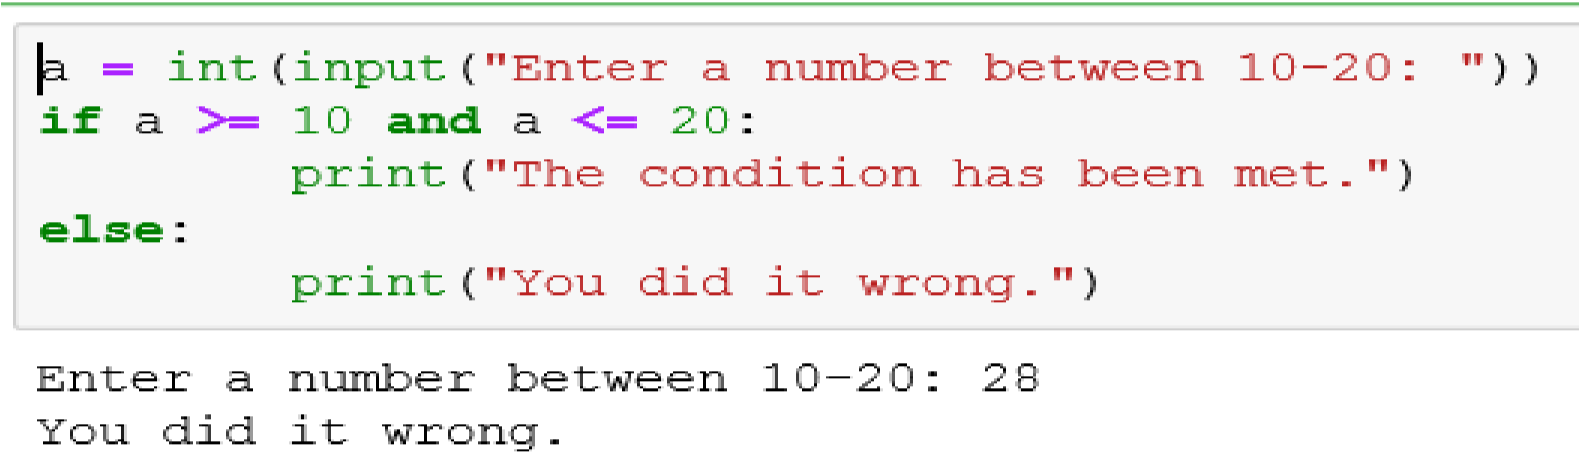 a = int(input("Enter a number between 10-20: "))
if a >= 10 and a <= 20:
        print("The condition has been met.")
else:
        print("You did it wrong.")
Enter a number between 10-20: 28
You did it wrong.